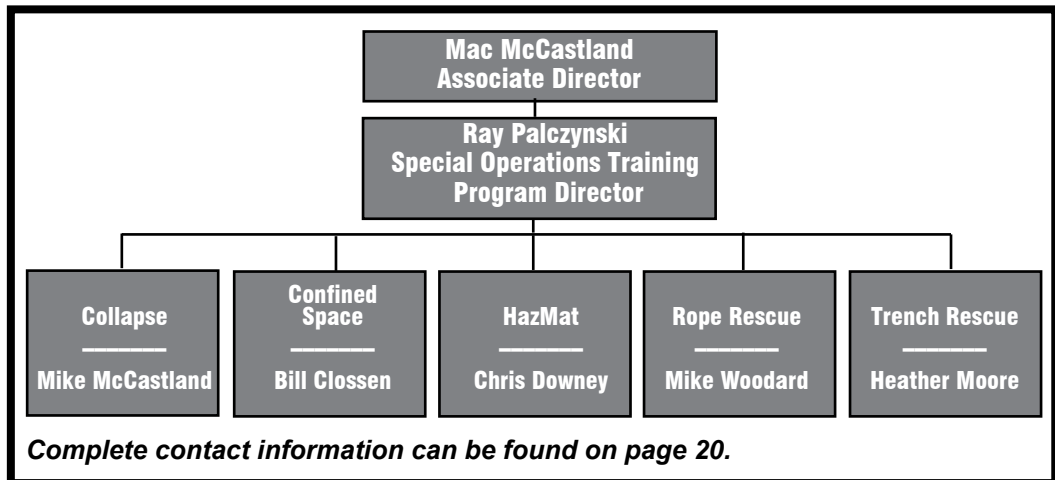 Mac McCastland
Associate Director
Ray Palczynski
Special Operations Training
Program Director
Collapse
Mike McCastland
Confined
Space
Bill Clossen
HazMat
Chris Downey
Rope Rescue
Mike Woodard
Trench Rescue
Heather Moore
Complete contact information can be found on page 20.